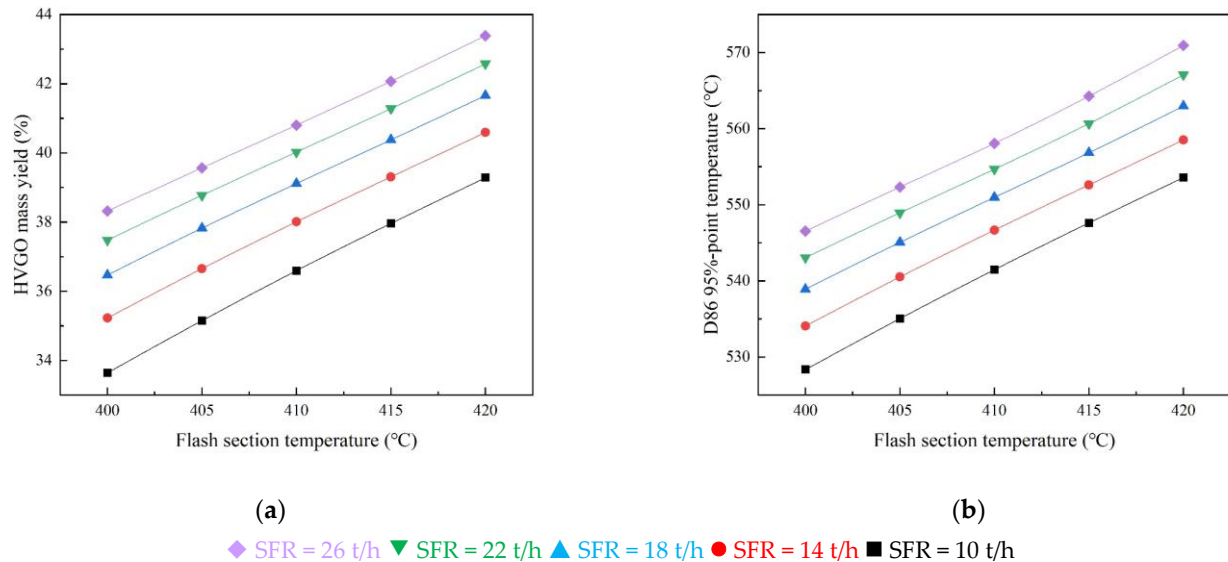 44
42
40
38
36
34
HVGO mass yield (%)
400 405 410 415 420
Flash section temperature (℃)
(a)
570
560
550
540
530
D86 95%-point temperature (℃)
400 405 410 415 420
Flash section temperature (℃)
(b)
SFR = 26 t/h SFR = 22 t/h SFR = 18 t/h SFR = 14 t/h SFR = 10 t/h